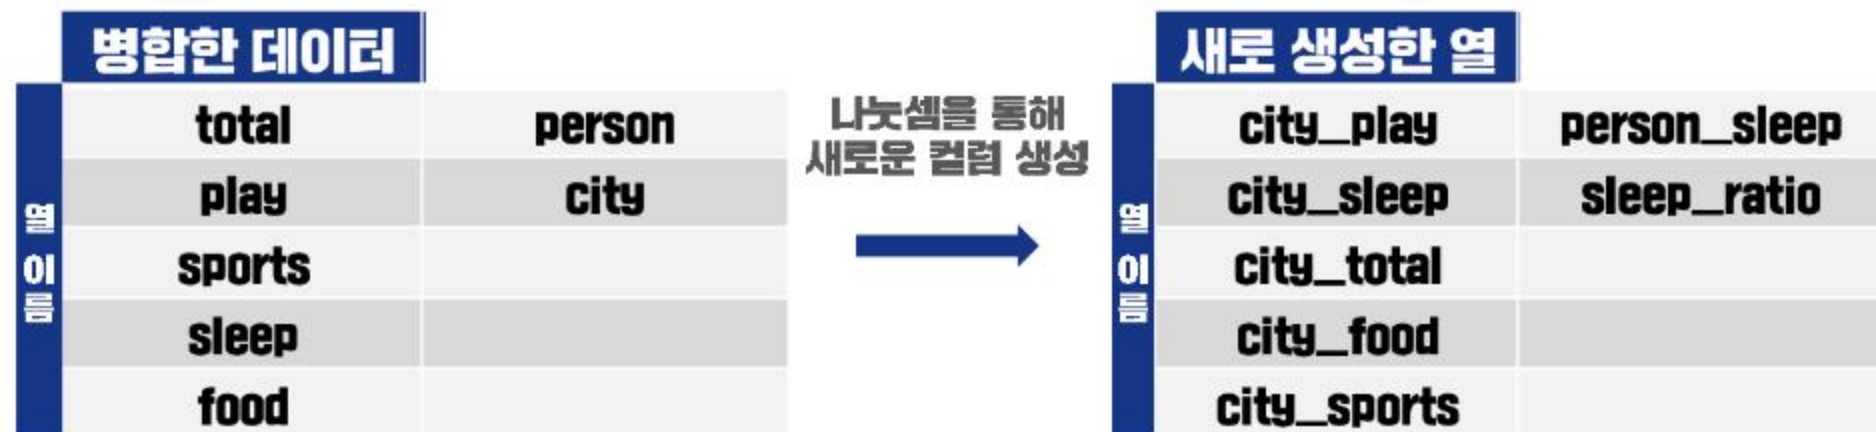 병합한 데이터
열 이름
total person
play city
sports
sleep
food
나눗셈을 통해
새로운 컬럼 생성
새로 생성한 열
열 이름
city_play person_sleep
city_sleep sleep_ratio
city_total
city_food
city_sports